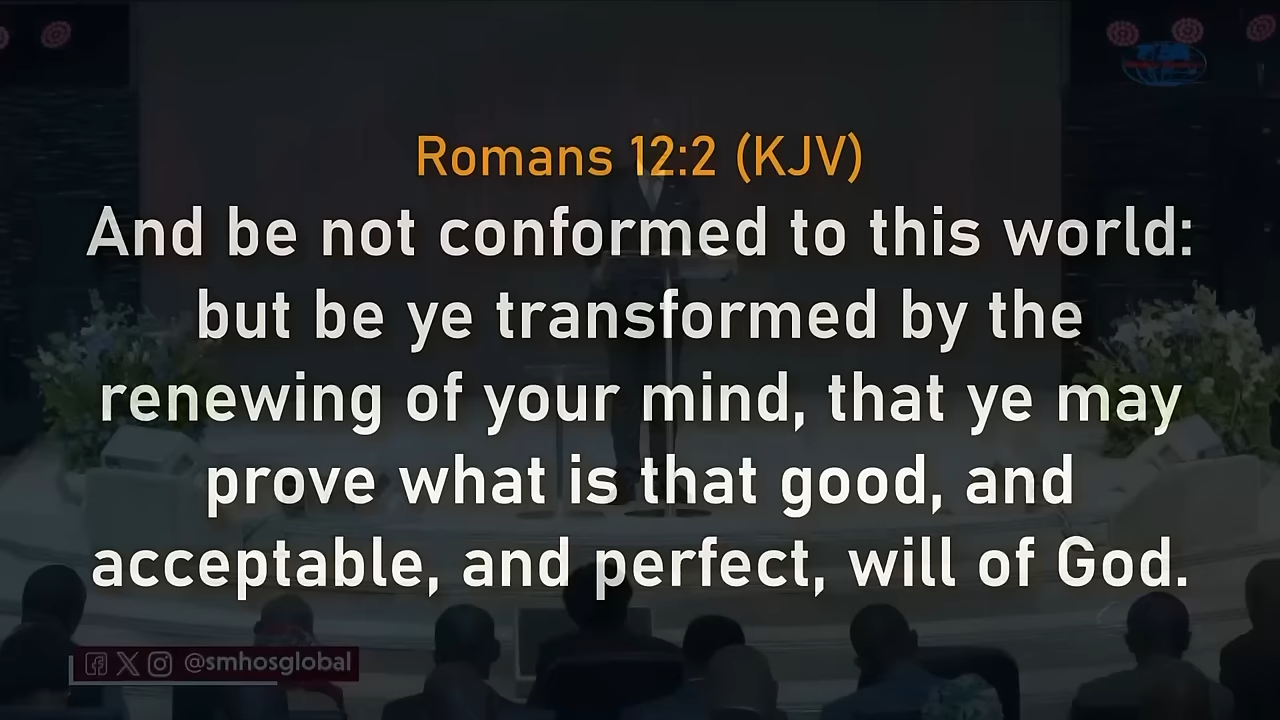 Romans 12:2 (KJV)
And be not conformed to this world:
but be ye transformed by the
renewing of your mind, that ye may
prove what is that good, and
acceptable, and perfect, will of God.
@smhosglobal